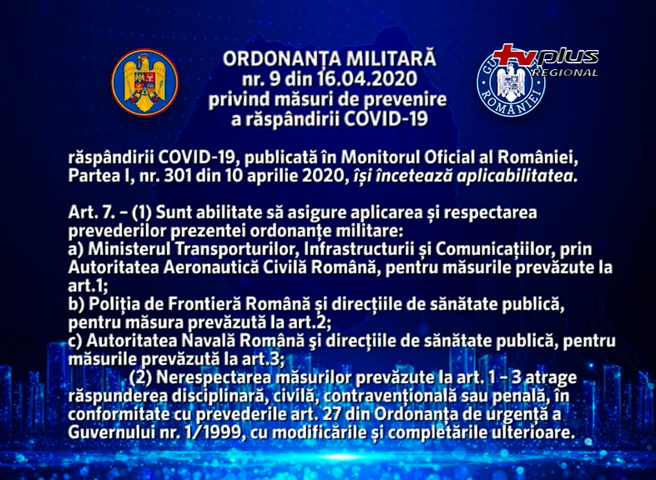 ORDONANȚA MILITARĂ
nr. 9 din 16.04.2020
privind măsuri de prevenire
a răspândirii COVID-19
tvplus
REGIONAL
GUVERNUL ROMÂNIEI
răspândirii COVID-19, publicată în Monitorul Oficial al României,
Partea I, nr. 301 din 10 aprilie 2020, își încetează aplicabilitatea.
Art. 7. – (1) Sunt abilitate să asigure aplicarea și respectarea
prevederilor prezentei ordonanțe militare:
a) Ministerul Transporturilor, Infrastructurii și Comunicațiilor, prin
Autoritatea Aeronautică Civilă Română, pentru măsurile prevăzute la
art.1;
b) Poliția de Frontieră Română și direcțiile de sănătate publică,
pentru măsura prevăzută la art.2;
c) Autoritatea Navală Română şi direcțiile de sănătate publică, pentru
măsurile prevăzută la art.3;
(2) Nerespectarea măsurilor prevăzute la art. 1 – 3 atrage
răspunderea disciplinară, civilă, contravențională sau penală, în
conformitate cu prevederile art. 27 din Ordonanța de urgență a
Guvernului nr. 1/1999, cu modificările și completările ulterioare.